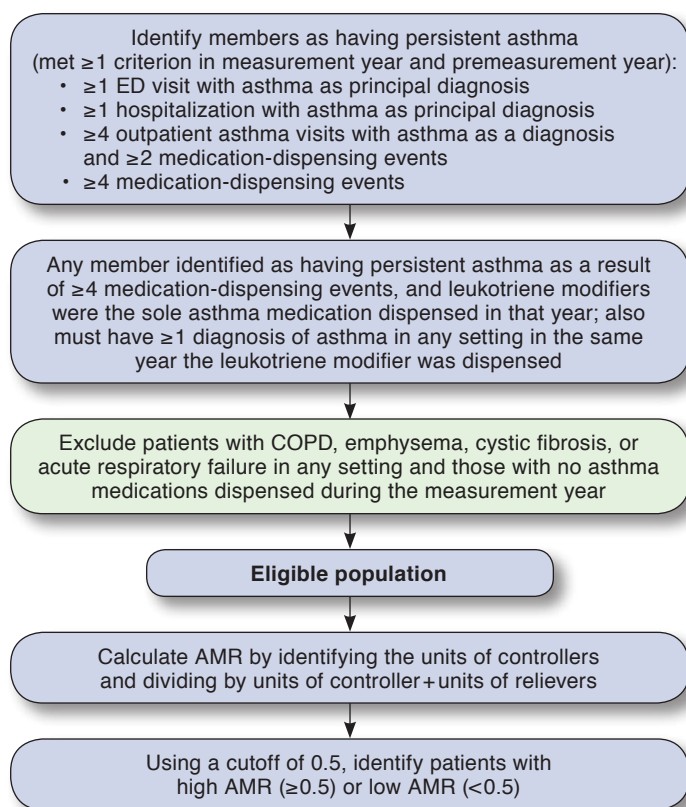 Identify members as having persistent asthma
(met ≥1 criterion in measurement year and premeasurement year):
• ≥1 ED visit with asthma as principal diagnosis
• ≥1 hospitalization with asthma as principal diagnosis
• ≥4 outpatient asthma visits with asthma as a diagnosis
and ≥2 medication-dispensing events
• ≥4 medication-dispensing events
Any member identified as having persistent asthma as a result
of ≥4 medication-dispensing events, and leukotriene modifiers
were the sole asthma medication dispensed in that year; also
must have ≥1 diagnosis of asthma in any setting in the same
year the leukotriene modifier was dispensed
Exclude patients with COPD, emphysema, cystic fibrosis, or
acute respiratory failure in any setting and those with no asthma
medications dispensed during the measurement year
Eligible population
Calculate AMR by identifying the units of controllers
and dividing by units of controller+units of relievers
Using a cutoff of 0.5, identify patients with
high AMR (≥0.5) or low AMR (<0.5)